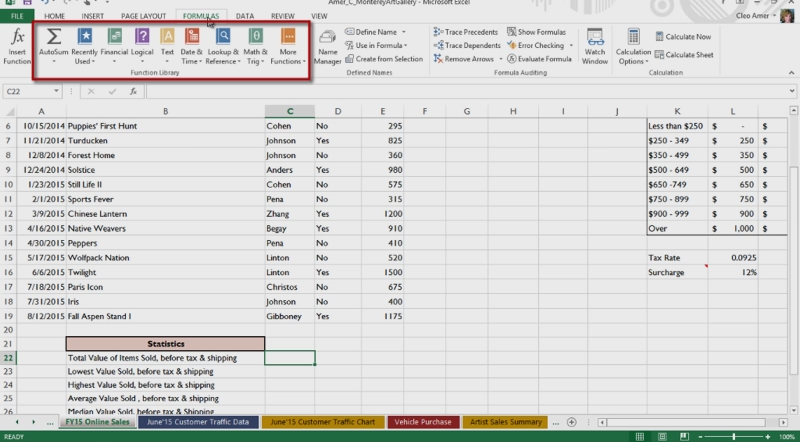 Amer_C_MontereyArtGallery - Microsoft Excel
FILE HOME INSERT PAGE LAYOUT FORMULAS DATA REVIEW VIEW Cleo Amer
Insert Function
AutoSum
Recently Used
Financial
Logical
Text
Date & Time
Lookup & Reference
Math & Trig
More Functions
Function Library
Name Manager
Define Name
Use in Formula
Create from Selection
Defined Names
Trace Precedents
Trace Dependents
Remove Arrows
Show Formulas
Error Checking
Evaluate Formula
Formula Auditing
Watch Window
Calculation Options
Calculate Now
Calculate Sheet
Calculation
C22 fx
A B C D E F G H I J K L
6 10/15/2014 Puppies' First Hunt Cohen No 295 Less than $250 $ - $
7 11/21/2014 Turducken Johnson Yes 825 $250 - 349 $ 250 $
8 12/8/2014 Forest Home Johnson No 360 $350 - 499 $ 350 $
9 12/24/2014 Solstice Anders Yes 980 $500 - 649 $ 500 $
10 1/23/2015 Still Life II Cohen No 575 $650 -749 $ 650 $
11 2/1/2015 Sports Fever Pena No 315 $750 - 899 $ 750 $
12 3/9/2015 Chinese Lantern Zhang Yes 1200 $900 - 999 $ 900 $
13 4/16/2015 Native Weavers Begay Yes 910 Over $ 1,000 $
14 4/30/2015 Peppers Pena No 410
15 5/17/2015 Wolfpack Nation Linton No 520 Tax Rate 0.0925
16 6/6/2015 Twilight Linton Yes 1500 Surcharge 12%
17 7/18/2015 Paris Icon Christos No 675
18 7/31/2015 Iris Johnson No 400
19 8/12/2015 Fall Aspen Stand I Gibboney Yes 1175
20
21 Statistics
22 Total Value of Items Sold, before tax & shipping
23 Lowest Value Sold, before tax & shipping
24 Highest Value Sold, before tax & shipping
25 Average Value Sold , before tax & shipping
26 Median Value Sold, before tax & Shipping
... FY15 Online Sales June'15 Customer Traffic Data June'15 Customer Traffic Chart Vehicle Purchase Artist Sales Summary ...
READY 100%